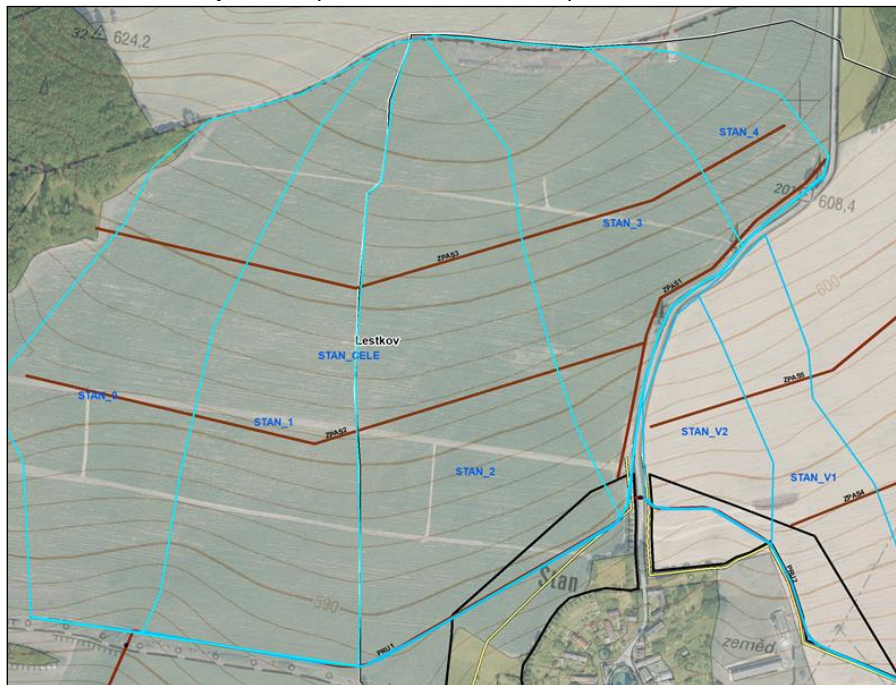 32
624,2
STAN_4
201
608,4
STAN_3
ZPAS3
ZPAS1
600
Lestkov
STAN_CELE
ZPAS5
STAN_1
ZPAS2
STAN_V2
STAN_2
STAN_V1
ZPAS4
Stan
590
PRU1
zeměd